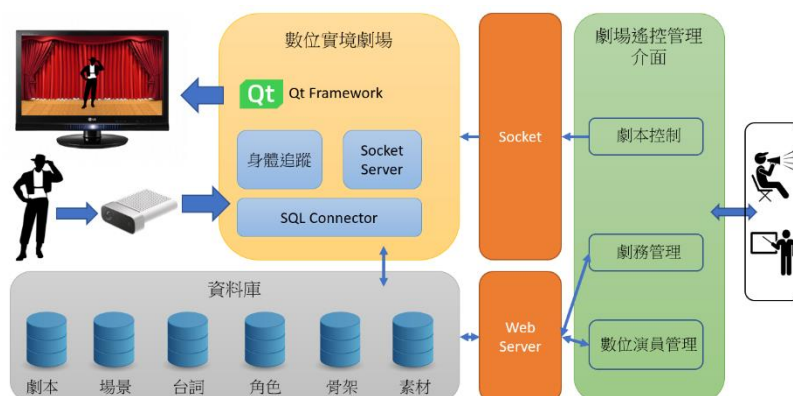 數位實境劇場
Qt Qt Framework
身體追蹤
Socket
Server
SQL Connector
Socket
劇場遙控管理
介面
劇本控制
劇務管理
數位演員管理
資料庫
劇本
場景
台詞
角色
骨架
素材
Web
Server